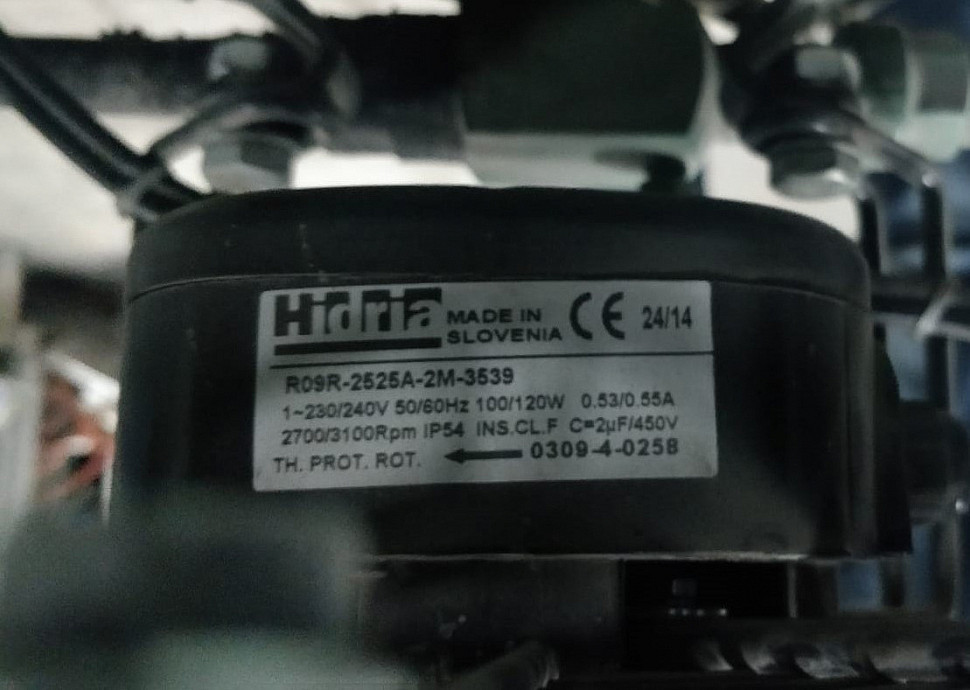 Hidria MADE IN SLOVENIA CE 24/14
R09R-2525A-2M-3539
1~230/240V 50/60Hz 100/120W 0.53/0.55A
2700/3100Rpm IP54 INS.CL.F C=2µF/450V
TH. PROT. ROT. ← 0309-4-0258